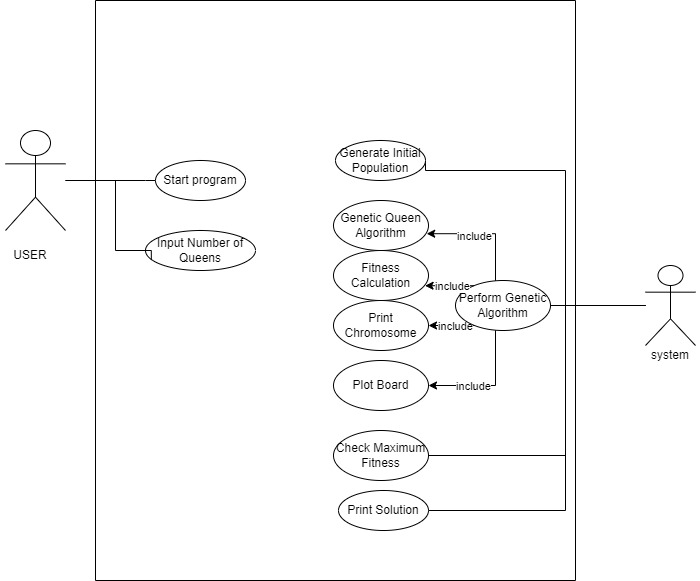 USER
Start program
Input Number of
Queens
Generate Initial
Population
Genetic Queen
Algorithm
include
Fitness
Calculation
include
Perform Genetic
Algorithm
Print
Chromosome
include
Plot Board
include
Check Maximum
Fitness
Print Solution
system